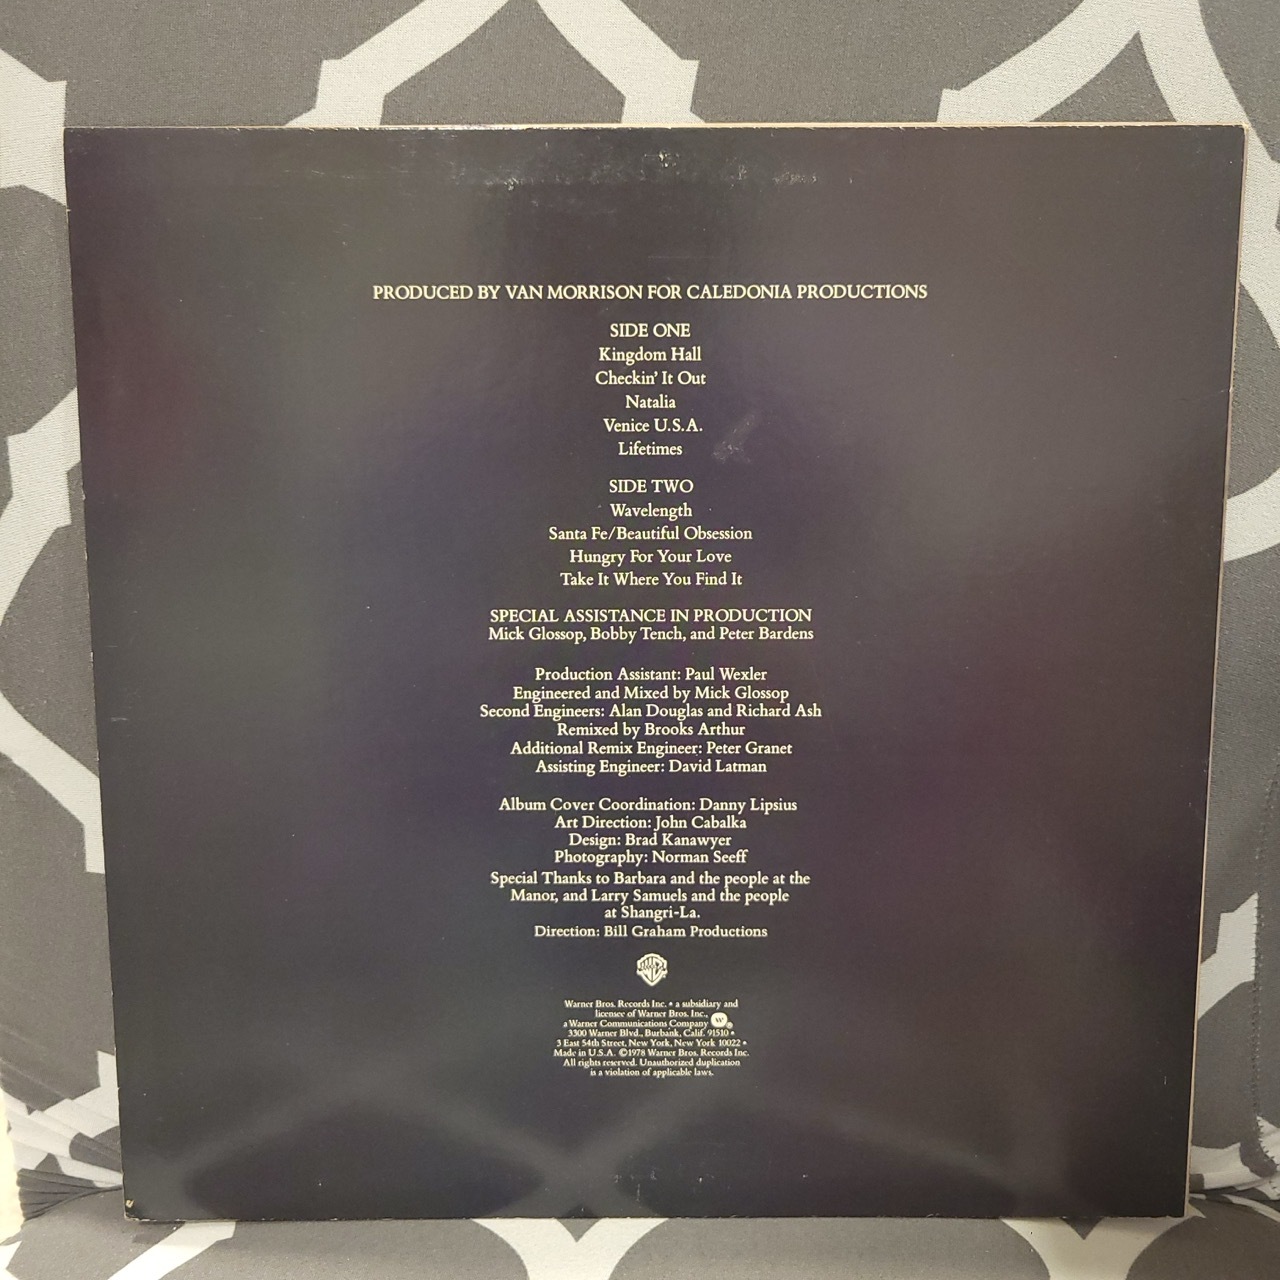 PRODUCED BY VAN MORRISON FOR CALEDONIA PRODUCTIONS
SIDE ONE
Kingdom Hall
Checkin' It Out
Natalia
Venice U.S.A.
Lifetimes
SIDE TWO
Wavelength
Santa Fe/Beautiful Obsession
Hungry For Your Love
Take It Where You Find It
SPECIAL ASSISTANCE IN PRODUCTION
Mick Glossop, Bobby Tench, and Peter Bardens
Production Assistant: Paul Wexler
Engineered and Mixed by Mick Glossop
Second Engineers: Alan Douglas and Richard Ash
Remixed by Brooks Arthur
Additional Remix Engineer: Peter Granet
Assisting Engineer: David Latman
Album Cover Coordination: Danny Lipsius
Art Direction: John Cabalka
Design: Brad Kanawyer
Photography: Norman Seeff
Special Thanks to Barbara and the people at the
Manor, and Larry Samuels and the people
at Shangri-La.
Direction: Bill Graham Productions
Warner Bros. Records Inc. • a subsidiary and
licensee of Warner Bros. Inc.,
a Warner Communications Company W ®
3300 Warner Blvd., Burbank, Calif. 91510 •
3 East 54th Street, New York, New York 10022 •
Made in U.S.A. ©1978 Warner Bros. Records Inc.
All rights reserved. Unauthorized duplication
is a violation of applicable laws.